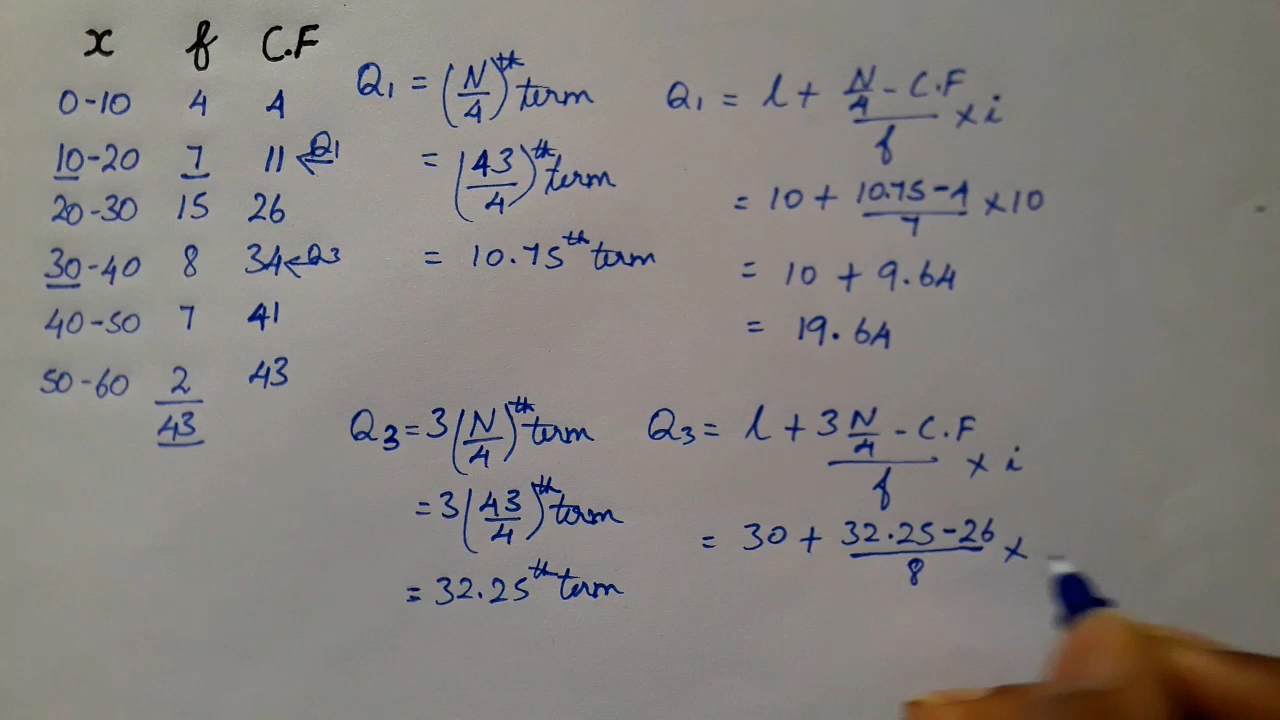 x f C.F
0-10 4 4
10-20 7 11 ← Q1
20-30 15 26
30-40 8 34 ← Q3
40-50 7 41
50-60 2 43
43
Q₁ = (N/4)ᵗʰ term
= (43/4)ᵗʰ term
= 10.75ᵗʰ term
Q₁ = l + (N/4 - C.F)/f × i
= 10 + (10.75 - 4)/7 × 10
= 10 + 9.64
= 19.64
Q₃ = 3(N/4)ᵗʰ term
= 3(43/4)ᵗʰ term
= 32.25ᵗʰ term
Q₃ = l + (3 N/4 - C.F)/f × i
= 30 + (32.25 - 26)/8 ×